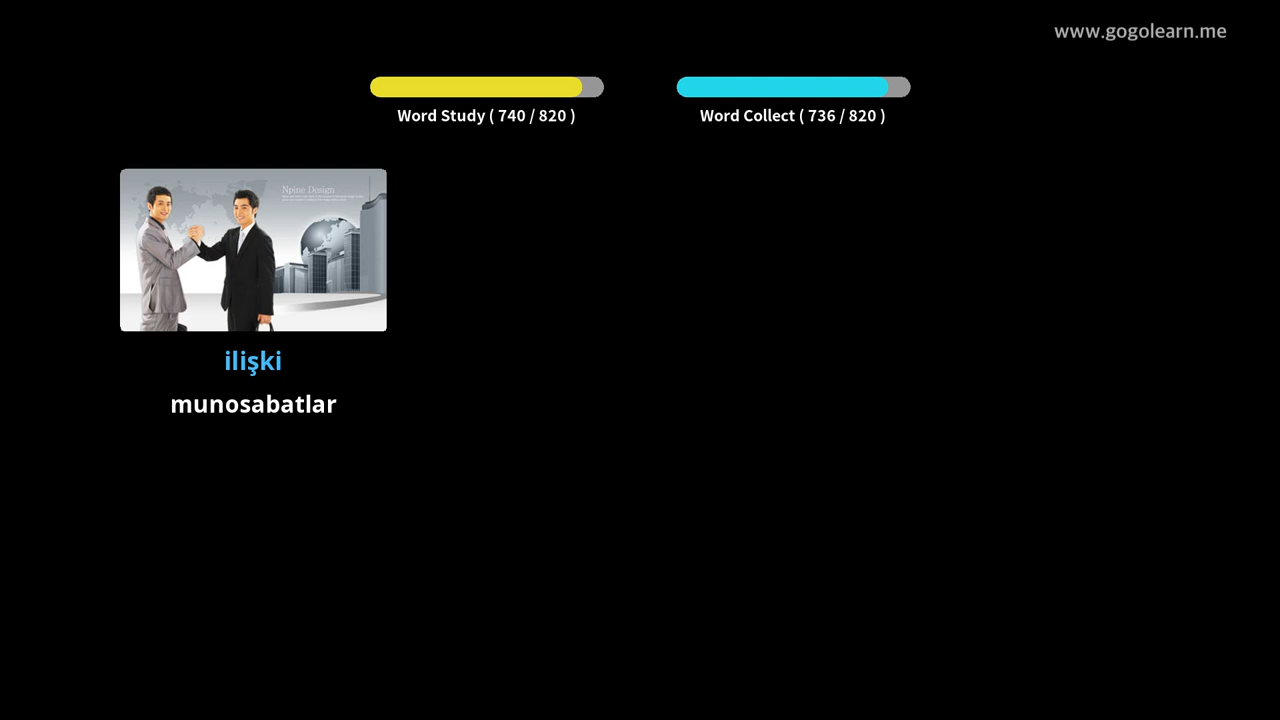 www.gogolearn.me
Word Study ( 740 / 820 )
Word Collect ( 736 / 820 )
Npine Design
ilişki
munosabatlar